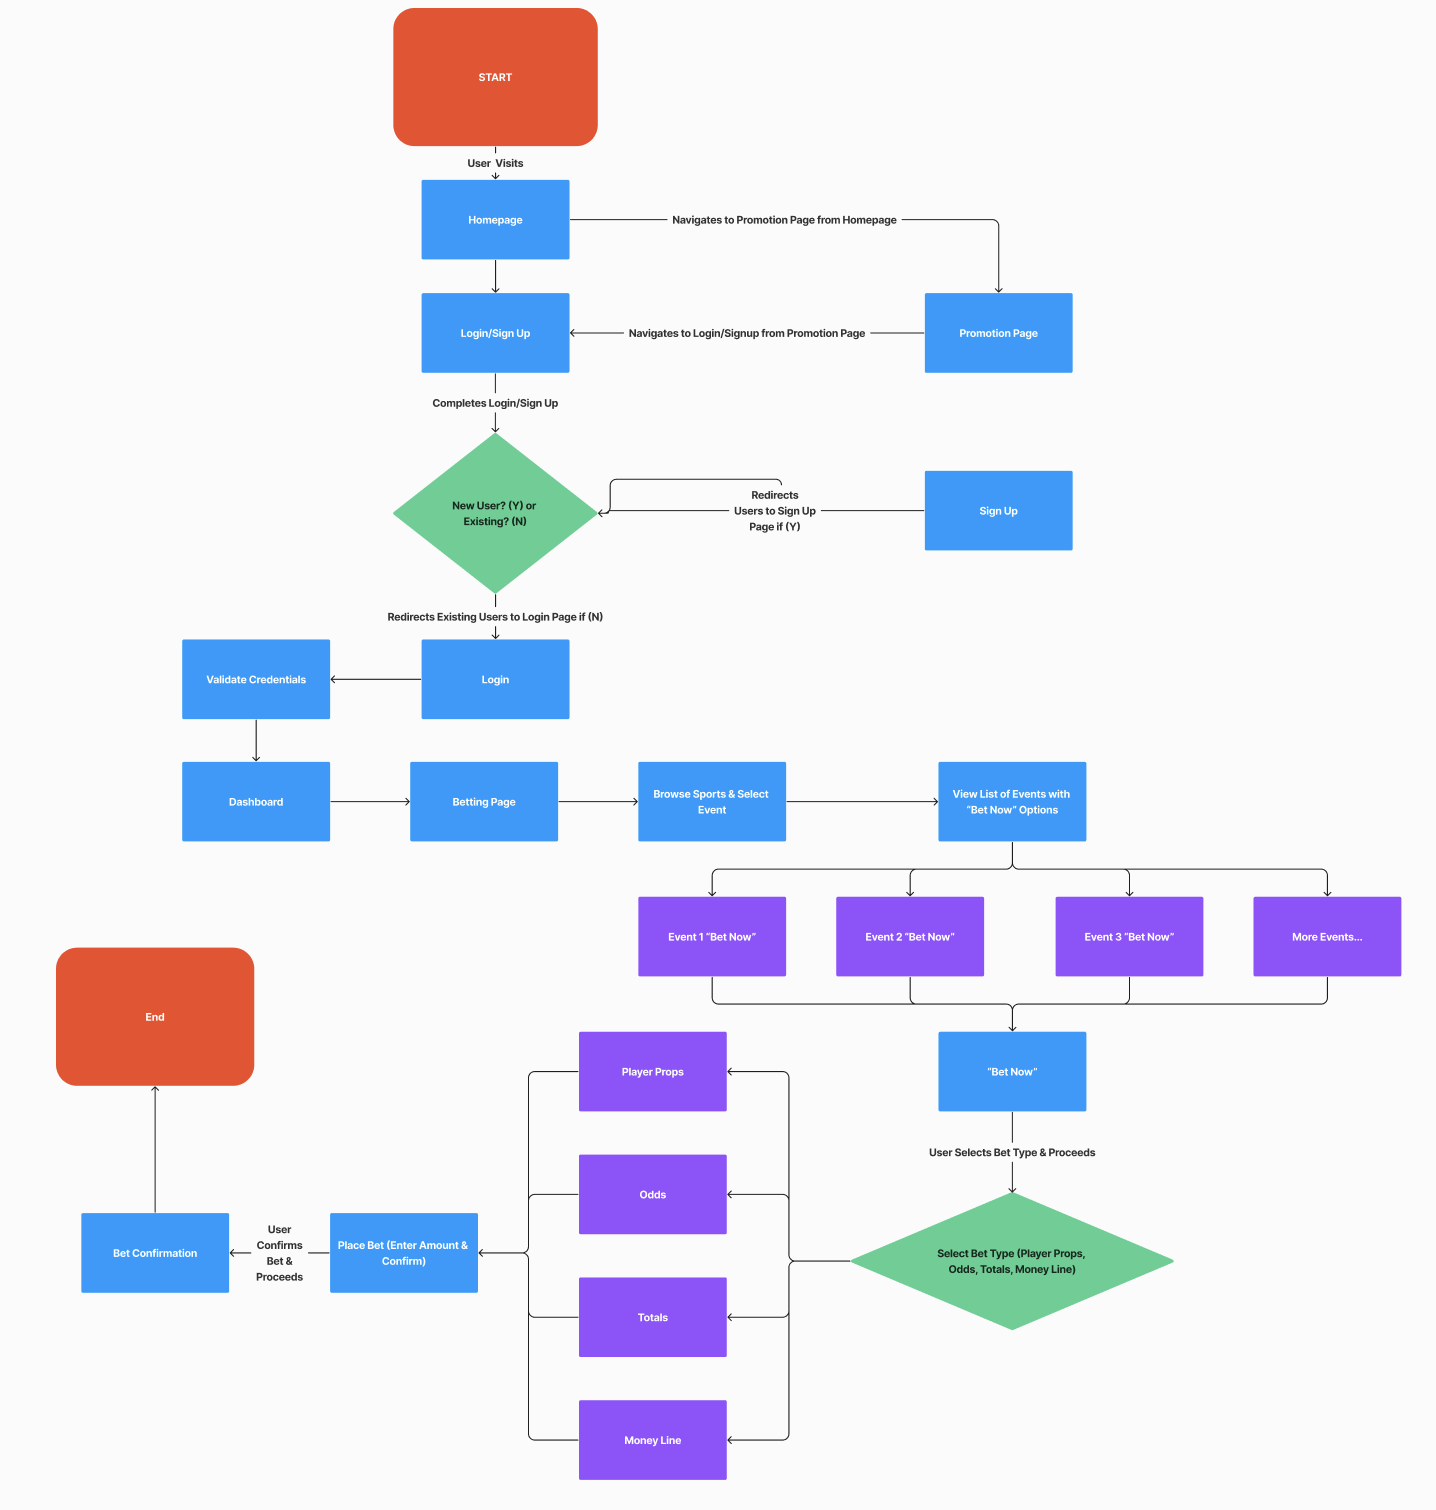 START
User Visits
Homepage
Navigates to Promotion Page from Homepage
Login/Sign Up
Navigates to Login/Signup from Promotion Page
Promotion Page
Completes Login/Sign Up
New User? (Y) or
Existing? (N)
Redirects
Users to Sign Up
Page if (Y)
Sign Up
Redirects Existing Users to Login Page if (N)
Validate Credentials
Login
Dashboard
Betting Page
Browse Sports & Select
Event
View List of Events with
“Bet Now” Options
Event 1 “Bet Now”
Event 2 “Bet Now”
Event 3 “Bet Now”
More Events...
End
Player Props
“Bet Now”
User Selects Bet Type & Proceeds
Odds
Bet Confirmation
User
Confirms
Bet &
Proceeds
Place Bet (Enter Amount &
Confirm)
Select Bet Type (Player Props,
Odds, Totals, Money Line)
Totals
Money Line